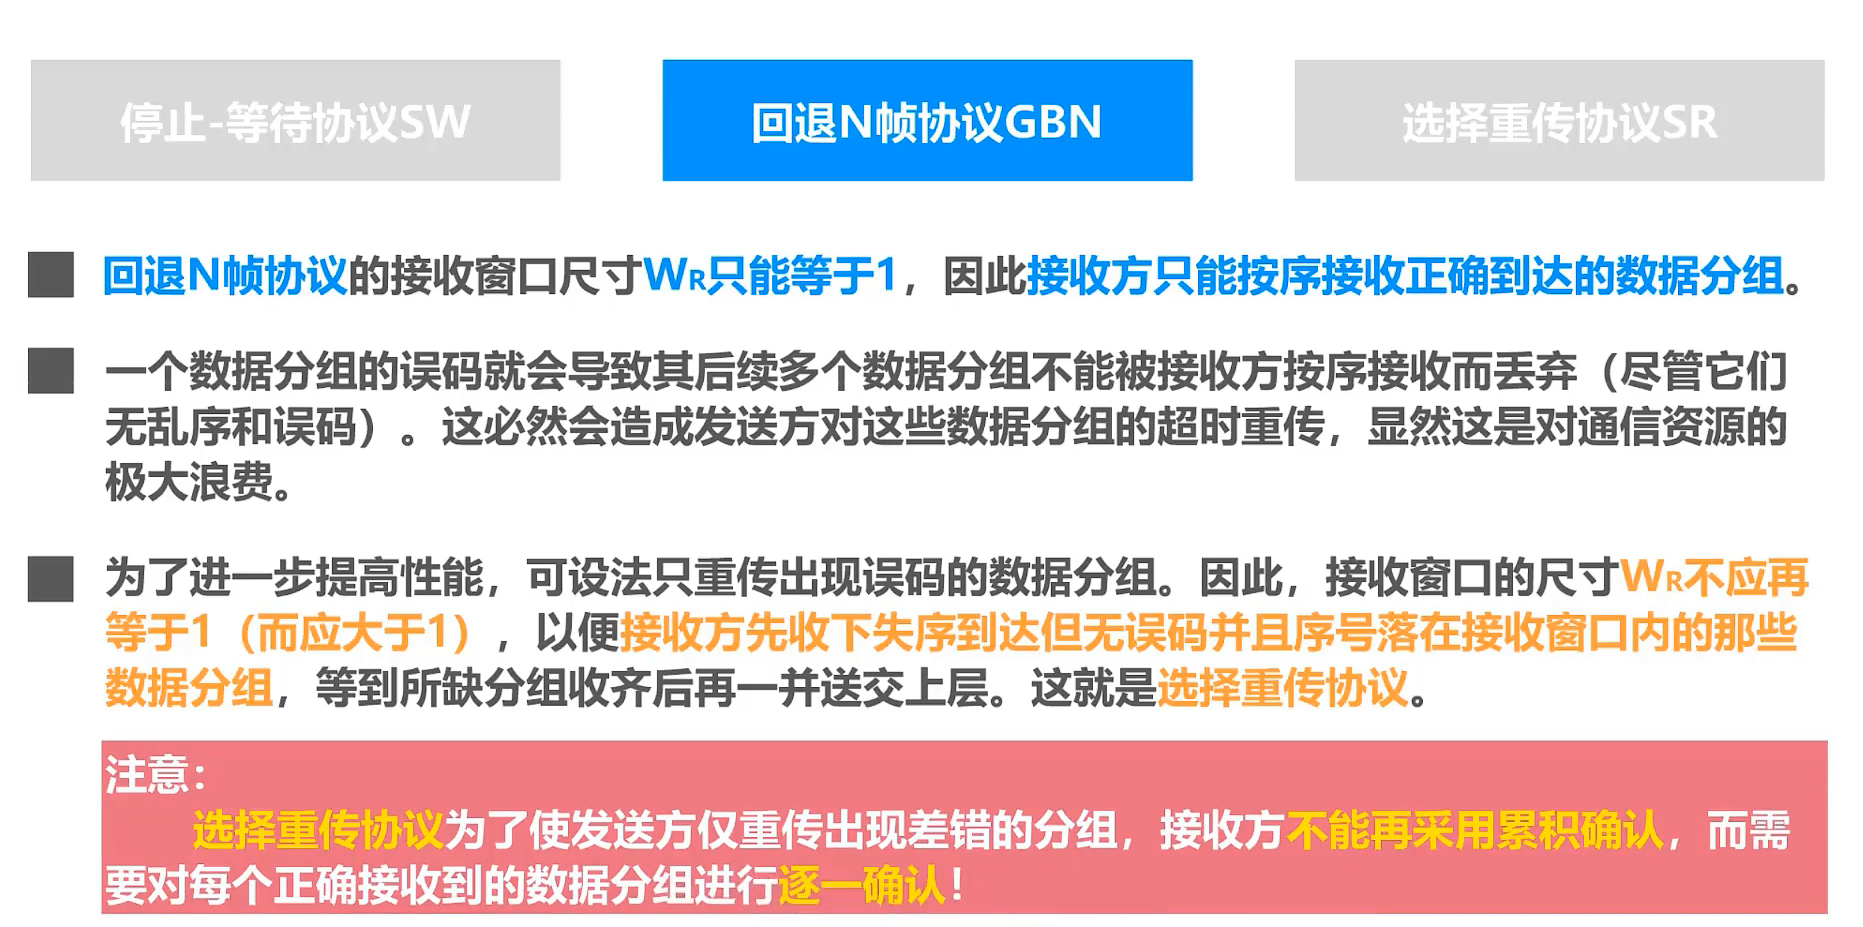 停止-等待协议SW
回退N帧协议GBN
选择重传协议SR
回退N帧协议的接收窗口尺寸WR只能等于1，因此接收方只能按序接收正确到达的数据分组。
一个数据分组的误码就会导致其后续多个数据分组不能被接收方按序接收而丢弃（尽管它们
无乱序和误码）。这必然会造成发送方对这些数据分组的超时重传，显然这是对通信资源的
极大浪费。
为了进一步提高性能，可设法只重传出现误码的数据分组。因此，接收窗口的尺寸WR不应再
等于1（而应大于1），以便接收方先收下失序到达但无误码并且序号落在接收窗口内的那些
数据分组，等到所缺分组收齐后再一并送交上层。这就是选择重传协议。
注意：
选择重传协议为了使发送方仅重传出现差错的分组，接收方不能再采用累积确认，而需
要对每个正确接收到的数据分组进行逐一确认！